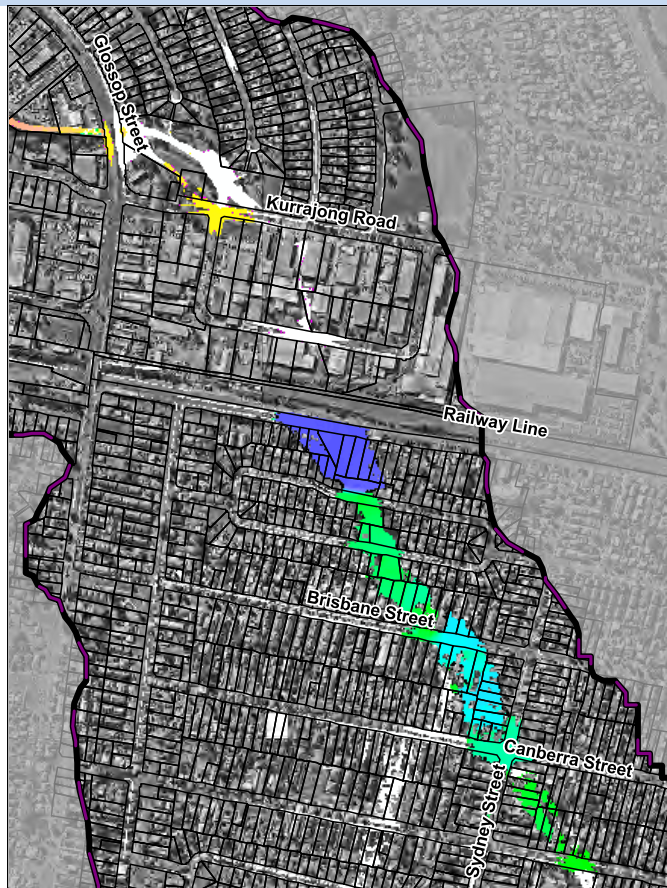 Glossop Street
Kurrajong Road
Railway Line
Brisbane Street
Canberra Street
Sydney Street